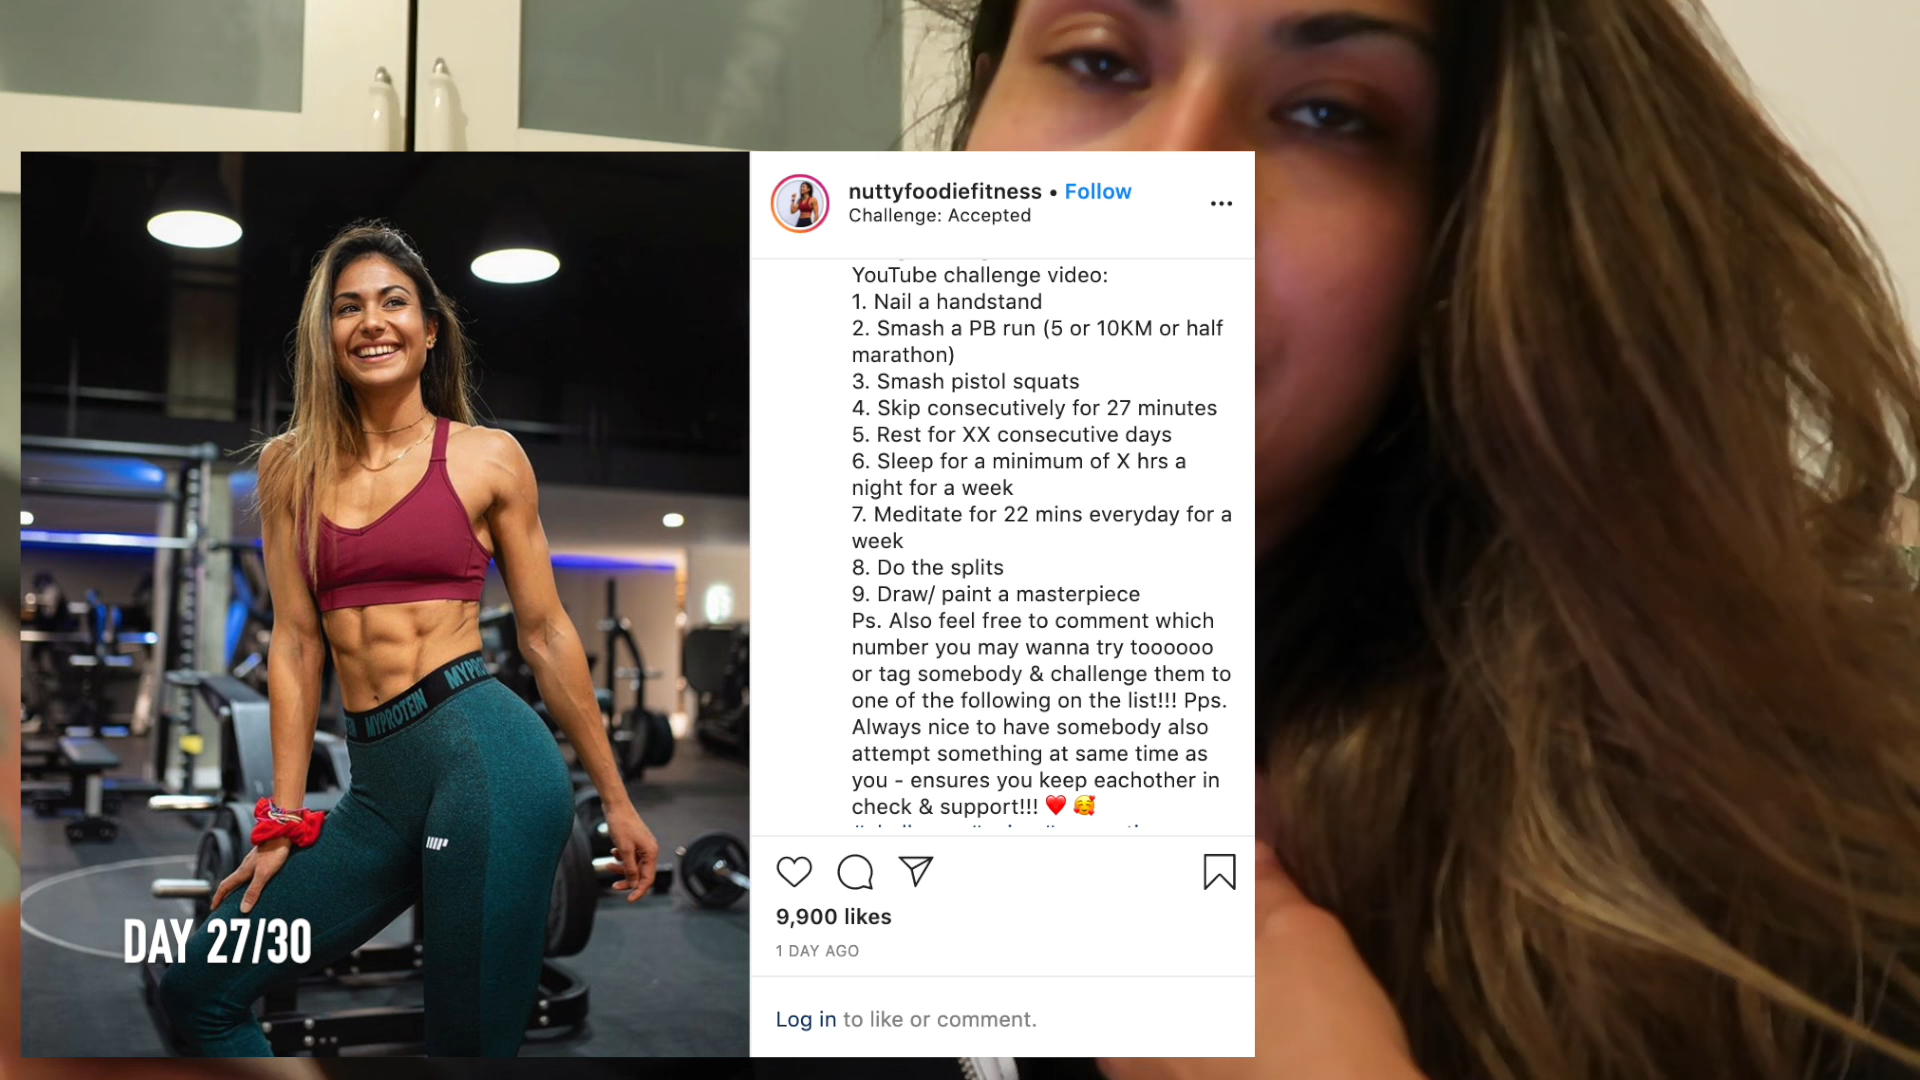 nuttyfoodiefitness • Follow
Challenge: Accepted
YouTube challenge video:
1. Nail a handstand
2. Smash a PB run (5 or 10KM or half
marathon)
3. Smash pistol squats
4. Skip consecutively for 27 minutes
5. Rest for XX consecutive days
6. Sleep for a minimum of X hrs a
night for a week
7. Meditate for 22 mins everyday for a
week
8. Do the splits
9. Draw/ paint a masterpiece
Ps. Also feel free to comment which
number you may wanna try toooooo
or tag somebody & challenge them to
one of the following on the list!!! Pps.
Always nice to have somebody also
attempt something at same time as
you - ensures you keep eachother in
check & support!!! ❤️ 🥰
9,900 likes
1 DAY AGO
Log in to like or comment.
MYPROTEIN
DAY 27/30